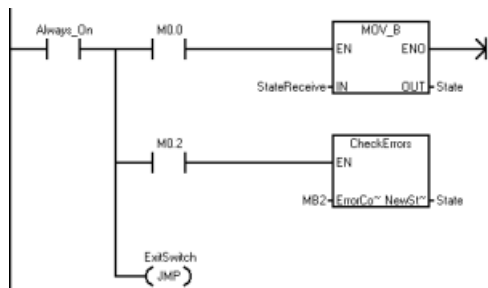 Always_On
M0.0
MOV_B
EN ENO
StateReceive IN OUT State
M0.2
CheckErrors
EN
MB2 ErrorCo~ NewSt~ State
ExitSwitch
JMP